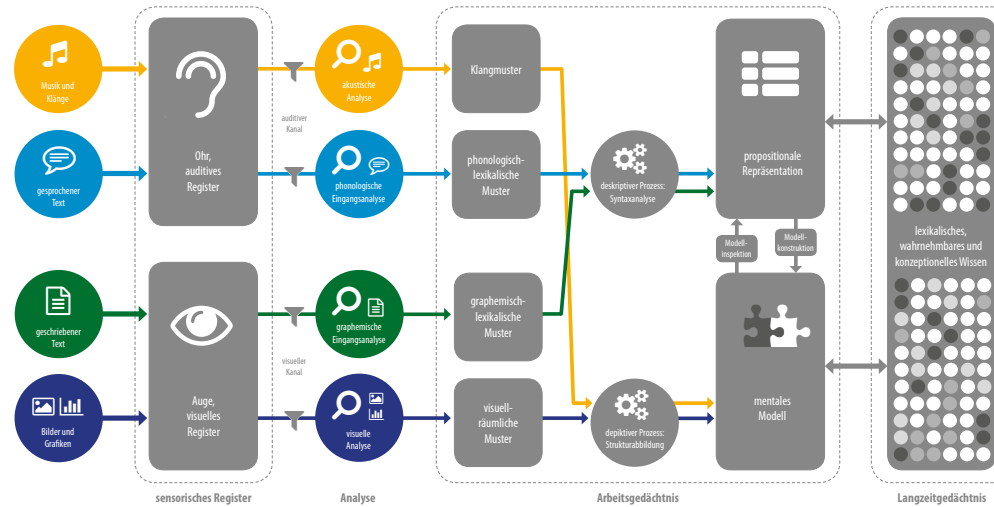 Musik und
Klänge
gesprochener
Text
geschriebener
Text
Bilder und
Grafiken
Ohr,
auditives
Register
Auge,
visuelles
Register
sensorisches Register
auditiver
Kanal
visueller
Kanal
akustische
Analyse
phonologische
Eingangsanalyse
graphemische
Eingangsanalyse
visuelle
Analyse
Analyse
Klangmuster
phonologisch-
lexikalische
Muster
graphemisch-
lexikalische
Muster
visuell-
räumliche
Muster
deskriptiver Prozess:
Syntaxanalyse
depiktiver Prozess:
Strukturabbildung
propositionale
Repräsentation
Modell-
inspektion
Modell-
konstruktion
mentales
Modell
Arbeitsgedächtnis
lexikalisches,
wahrnehmbares und
konzeptionelles Wissen
Langzeitgedächtnis